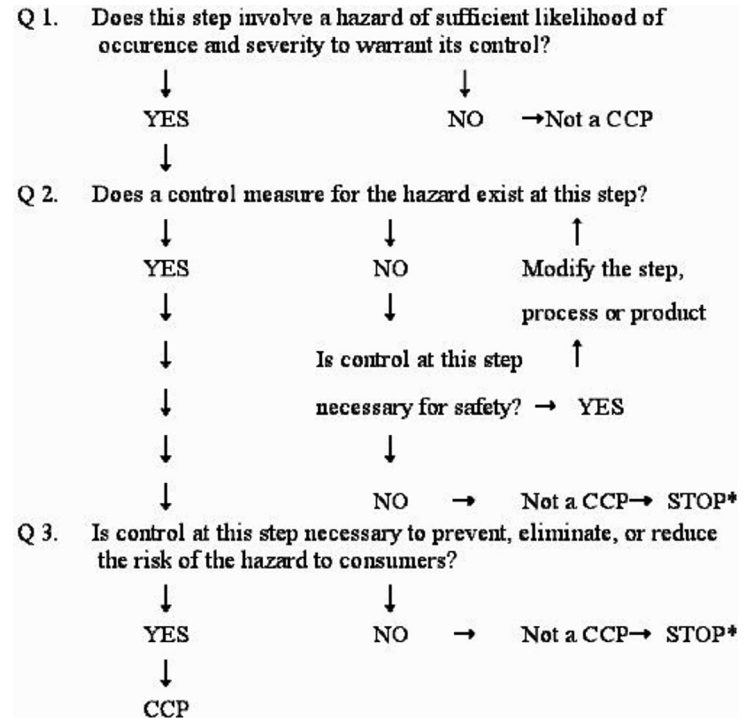 Q 1. Does this step involve a hazard of sufficient likelihood of
occurence and severity to warrant its control?
↓ ↓
YES NO →Not a CCP
↓
Q 2. Does a control measure for the hazard exist at this step?
↓ ↓ ↑
YES NO Modify the step,
↓ ↓ process or product
↓ Is control at this step ↑
↓ necessary for safety? → YES
↓ ↓
↓ NO → Not a CCP→ STOP*
Q 3. Is control at this step necessary to prevent, eliminate, or reduce
the risk of the hazard to consumers?
↓ ↓
YES NO → Not a CCP→ STOP*
↓
CCP